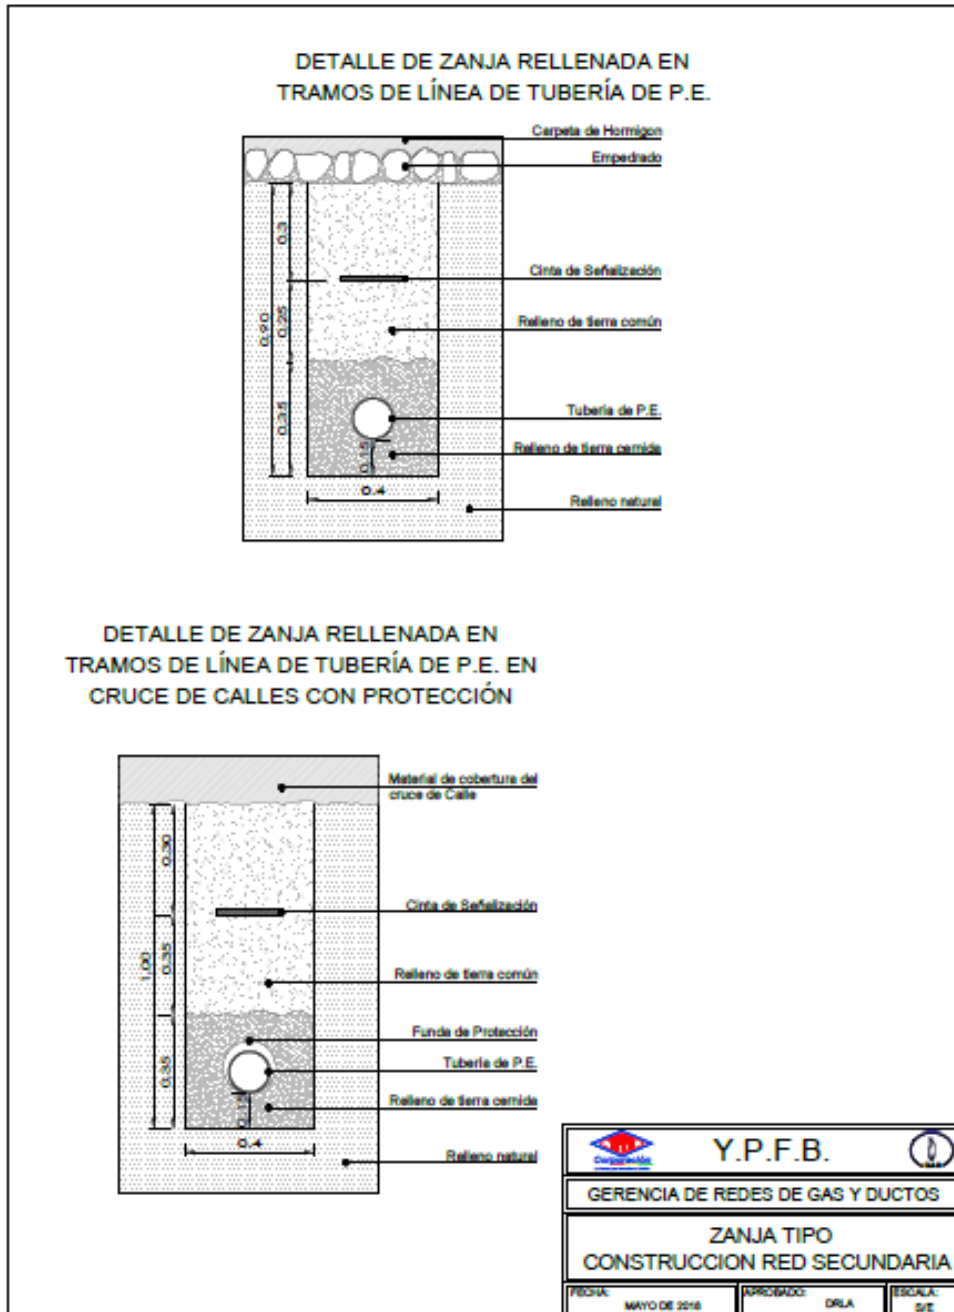 DETALLE DE ZANJA RELLENADA EN
TRAMOS DE LÍNEA DE TUBERÍA DE P.E.
Carpeta de Hormigon
Empedrado
0.3
Cinta de Señalización
0.25
Relleno de tierra común
0.35
Tubería de P.E.
0.15
Relleno de tierra cernida
0.4
Relleno natural
DETALLE DE ZANJA RELLENADA EN
TRAMOS DE LÍNEA DE TUBERÍA DE P.E. EN
CRUCE DE CALLES CON PROTECCIÓN
Material de cobertura del
cruce de Calle
0.30
Cinta de Señalización
0.35
1.00
Relleno de tierra común
Funda de Protección
Tubería de P.E.
0.35
Relleno de tierra cernida
0.15
0.4
Relleno natural
Corporación
Y.P.F.B.
GERENCIA DE REDES DE GAS Y DUCTOS
ZANJA TIPO
CONSTRUCCION RED SECUNDARIA
FECHA:
MAYO DE 2018
APROBADO:
DRLA
ESCALA:
S/E